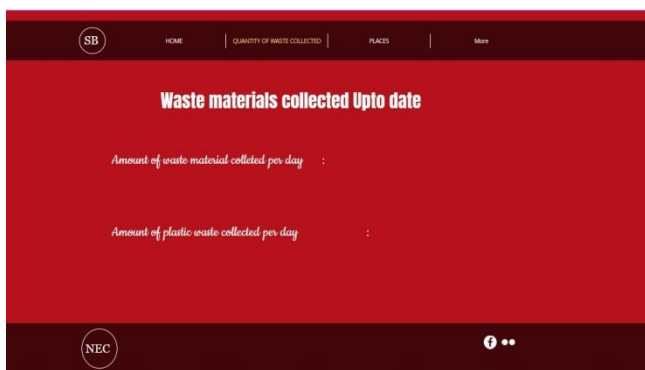 SB
HOME
QUANTITY OF WASTE COLLECTED
PLACES
More
Waste materials collected Upto date
Amount of waste material colleted per day :
Amount of plastic waste collected per day :
NEC
f